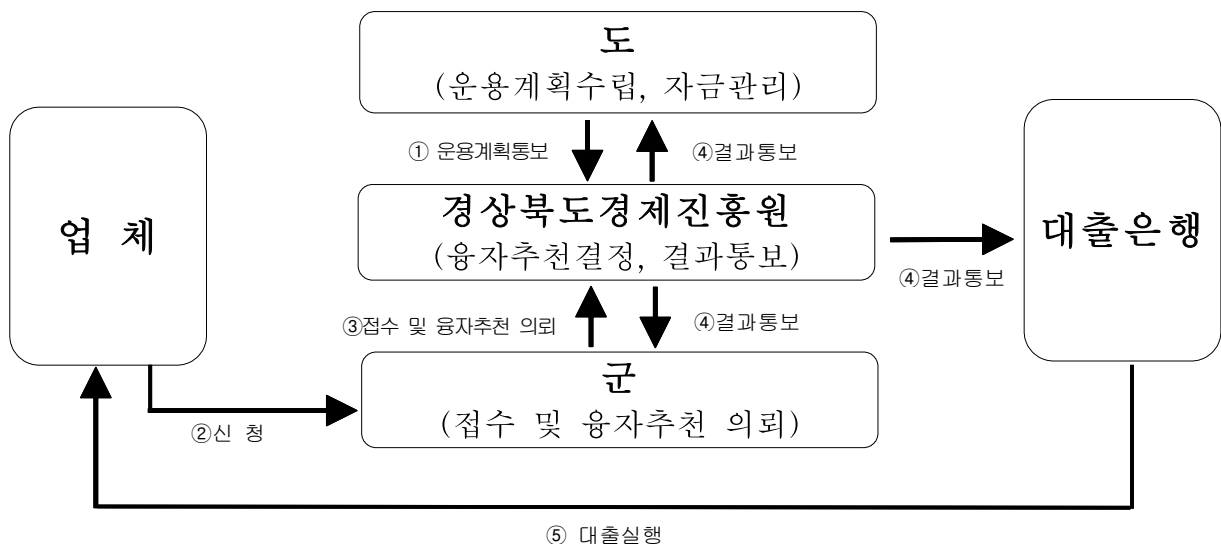 도
(운용계획수립, 자금관리)
① 운용계획통보
④결과통보
업 체
경상북도경제진흥원
(융자추천결정, 결과통보)
대출은행
④결과통보
③접수 및 융자추천 의뢰
④결과통보
군
(접수 및 융자추천 의뢰)
②신 청
⑤ 대출실행